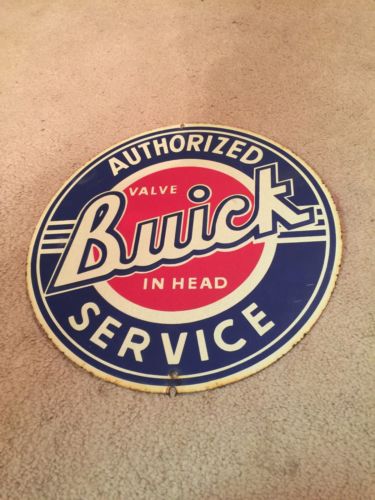 AUTHORIZED
VALVE
Buick
IN HEAD
SERVICE